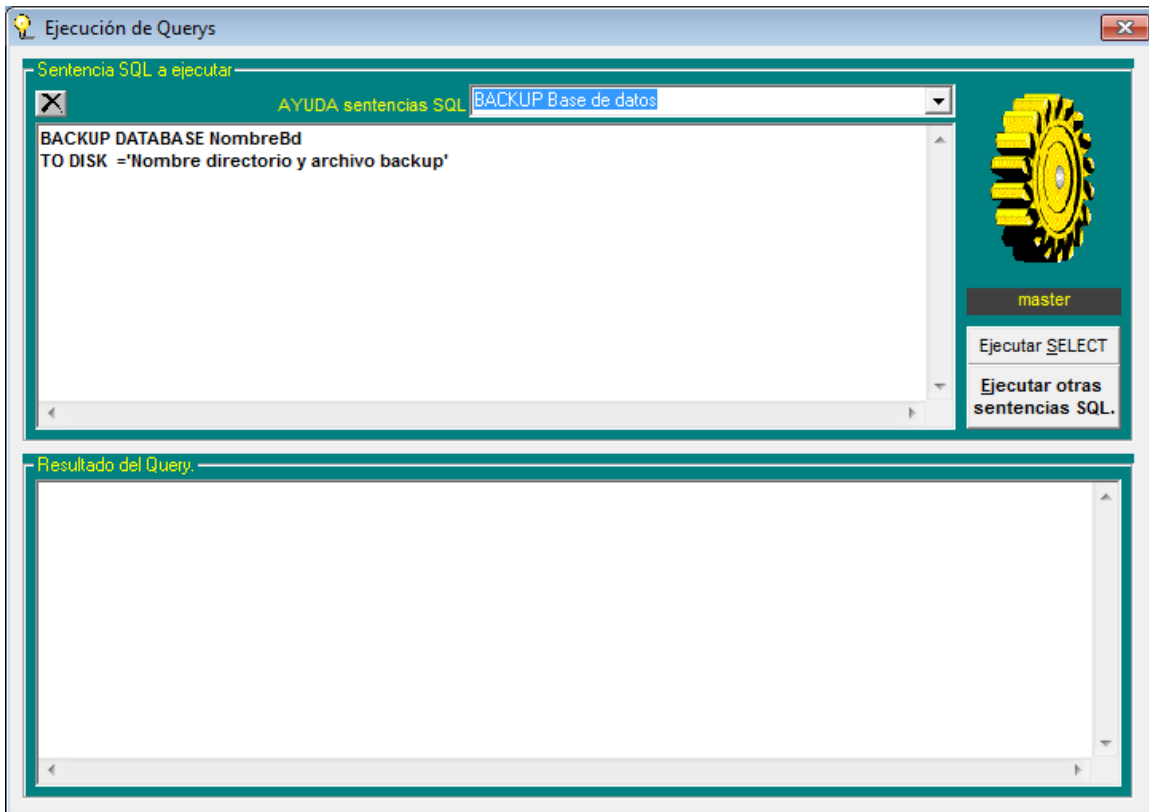 Ejecución de Querys
Sentencia SQL a ejecutar
AYUDA sentencias SQL BACKUP Base de datos
BACKUP DATABASE NombreBd
TO DISK ='Nombre directorio y archivo backup'
master
Ejecutar SELECT
Ejecutar otras
sentencias SQL.
Resultado del Query.